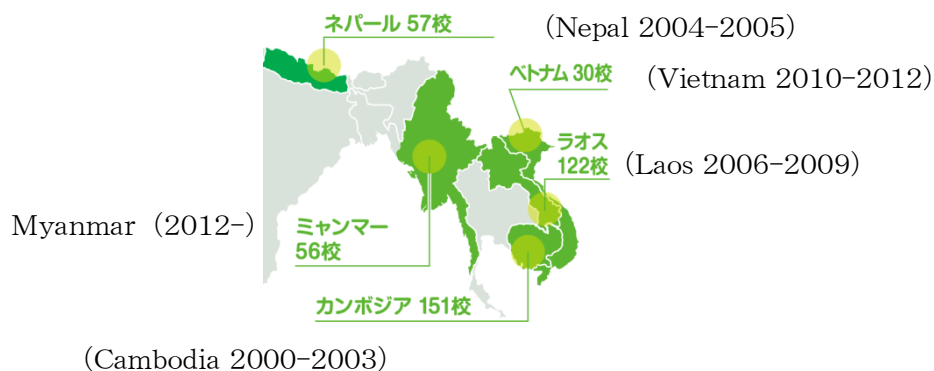 ネパール 57校
(Nepal 2004-2005)
ベトナム 30校
(Vietnam 2010-2012)
ラオス
122校
(Laos 2006-2009)
Myanmar (2012-)
ミャンマー
56校
カンボジア 151校
(Cambodia 2000-2003)